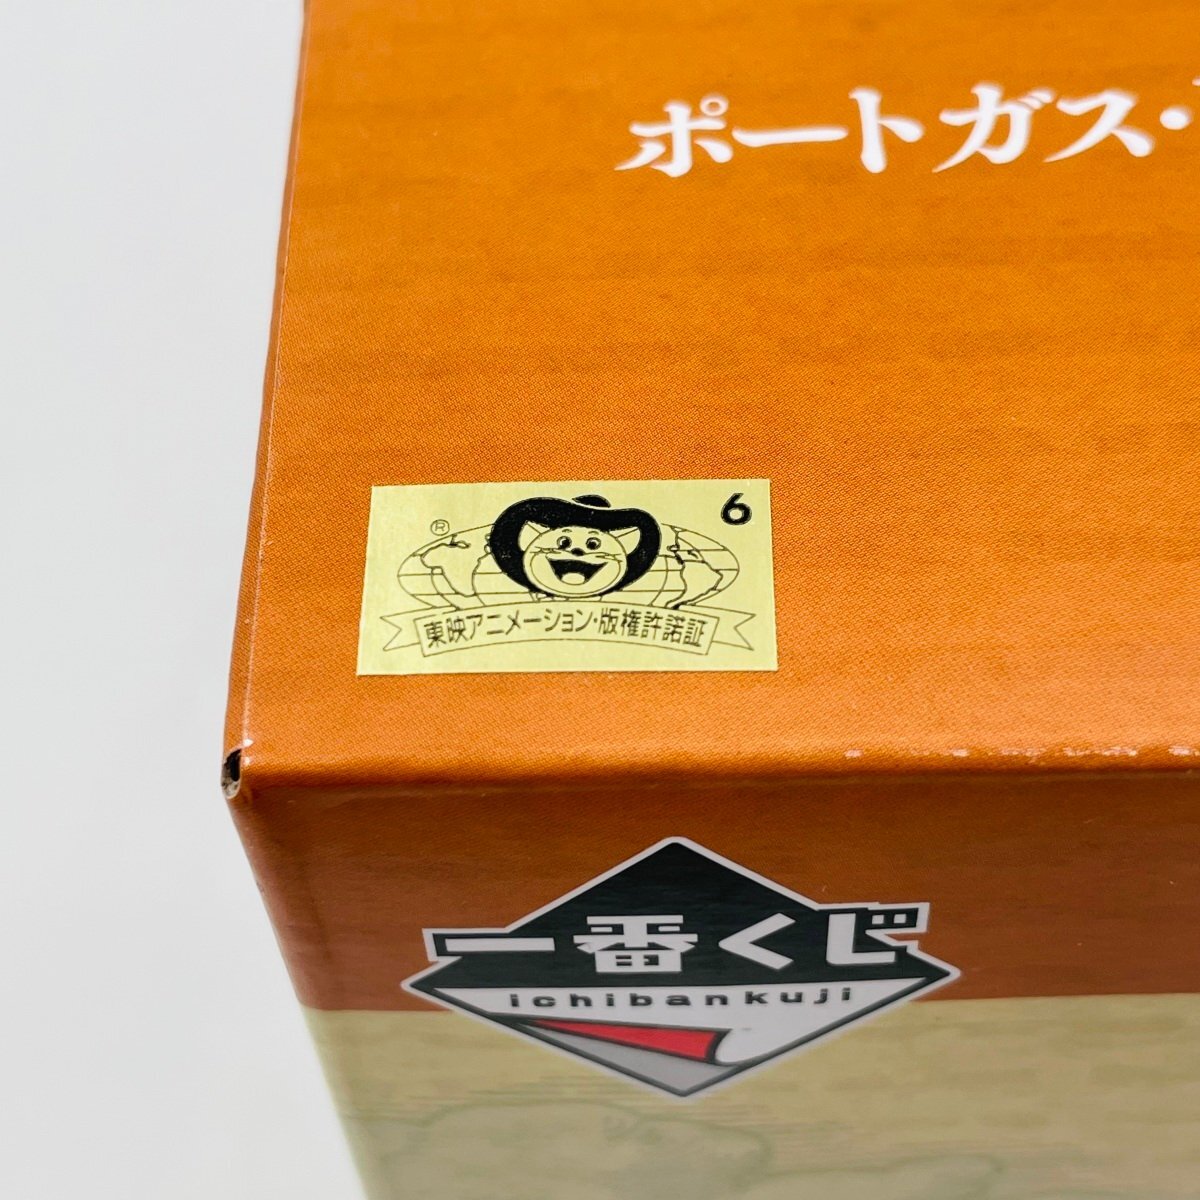 ポートガス・
6
®
東映アニメーション・版権許諾証
一番くじ
ichibankuji